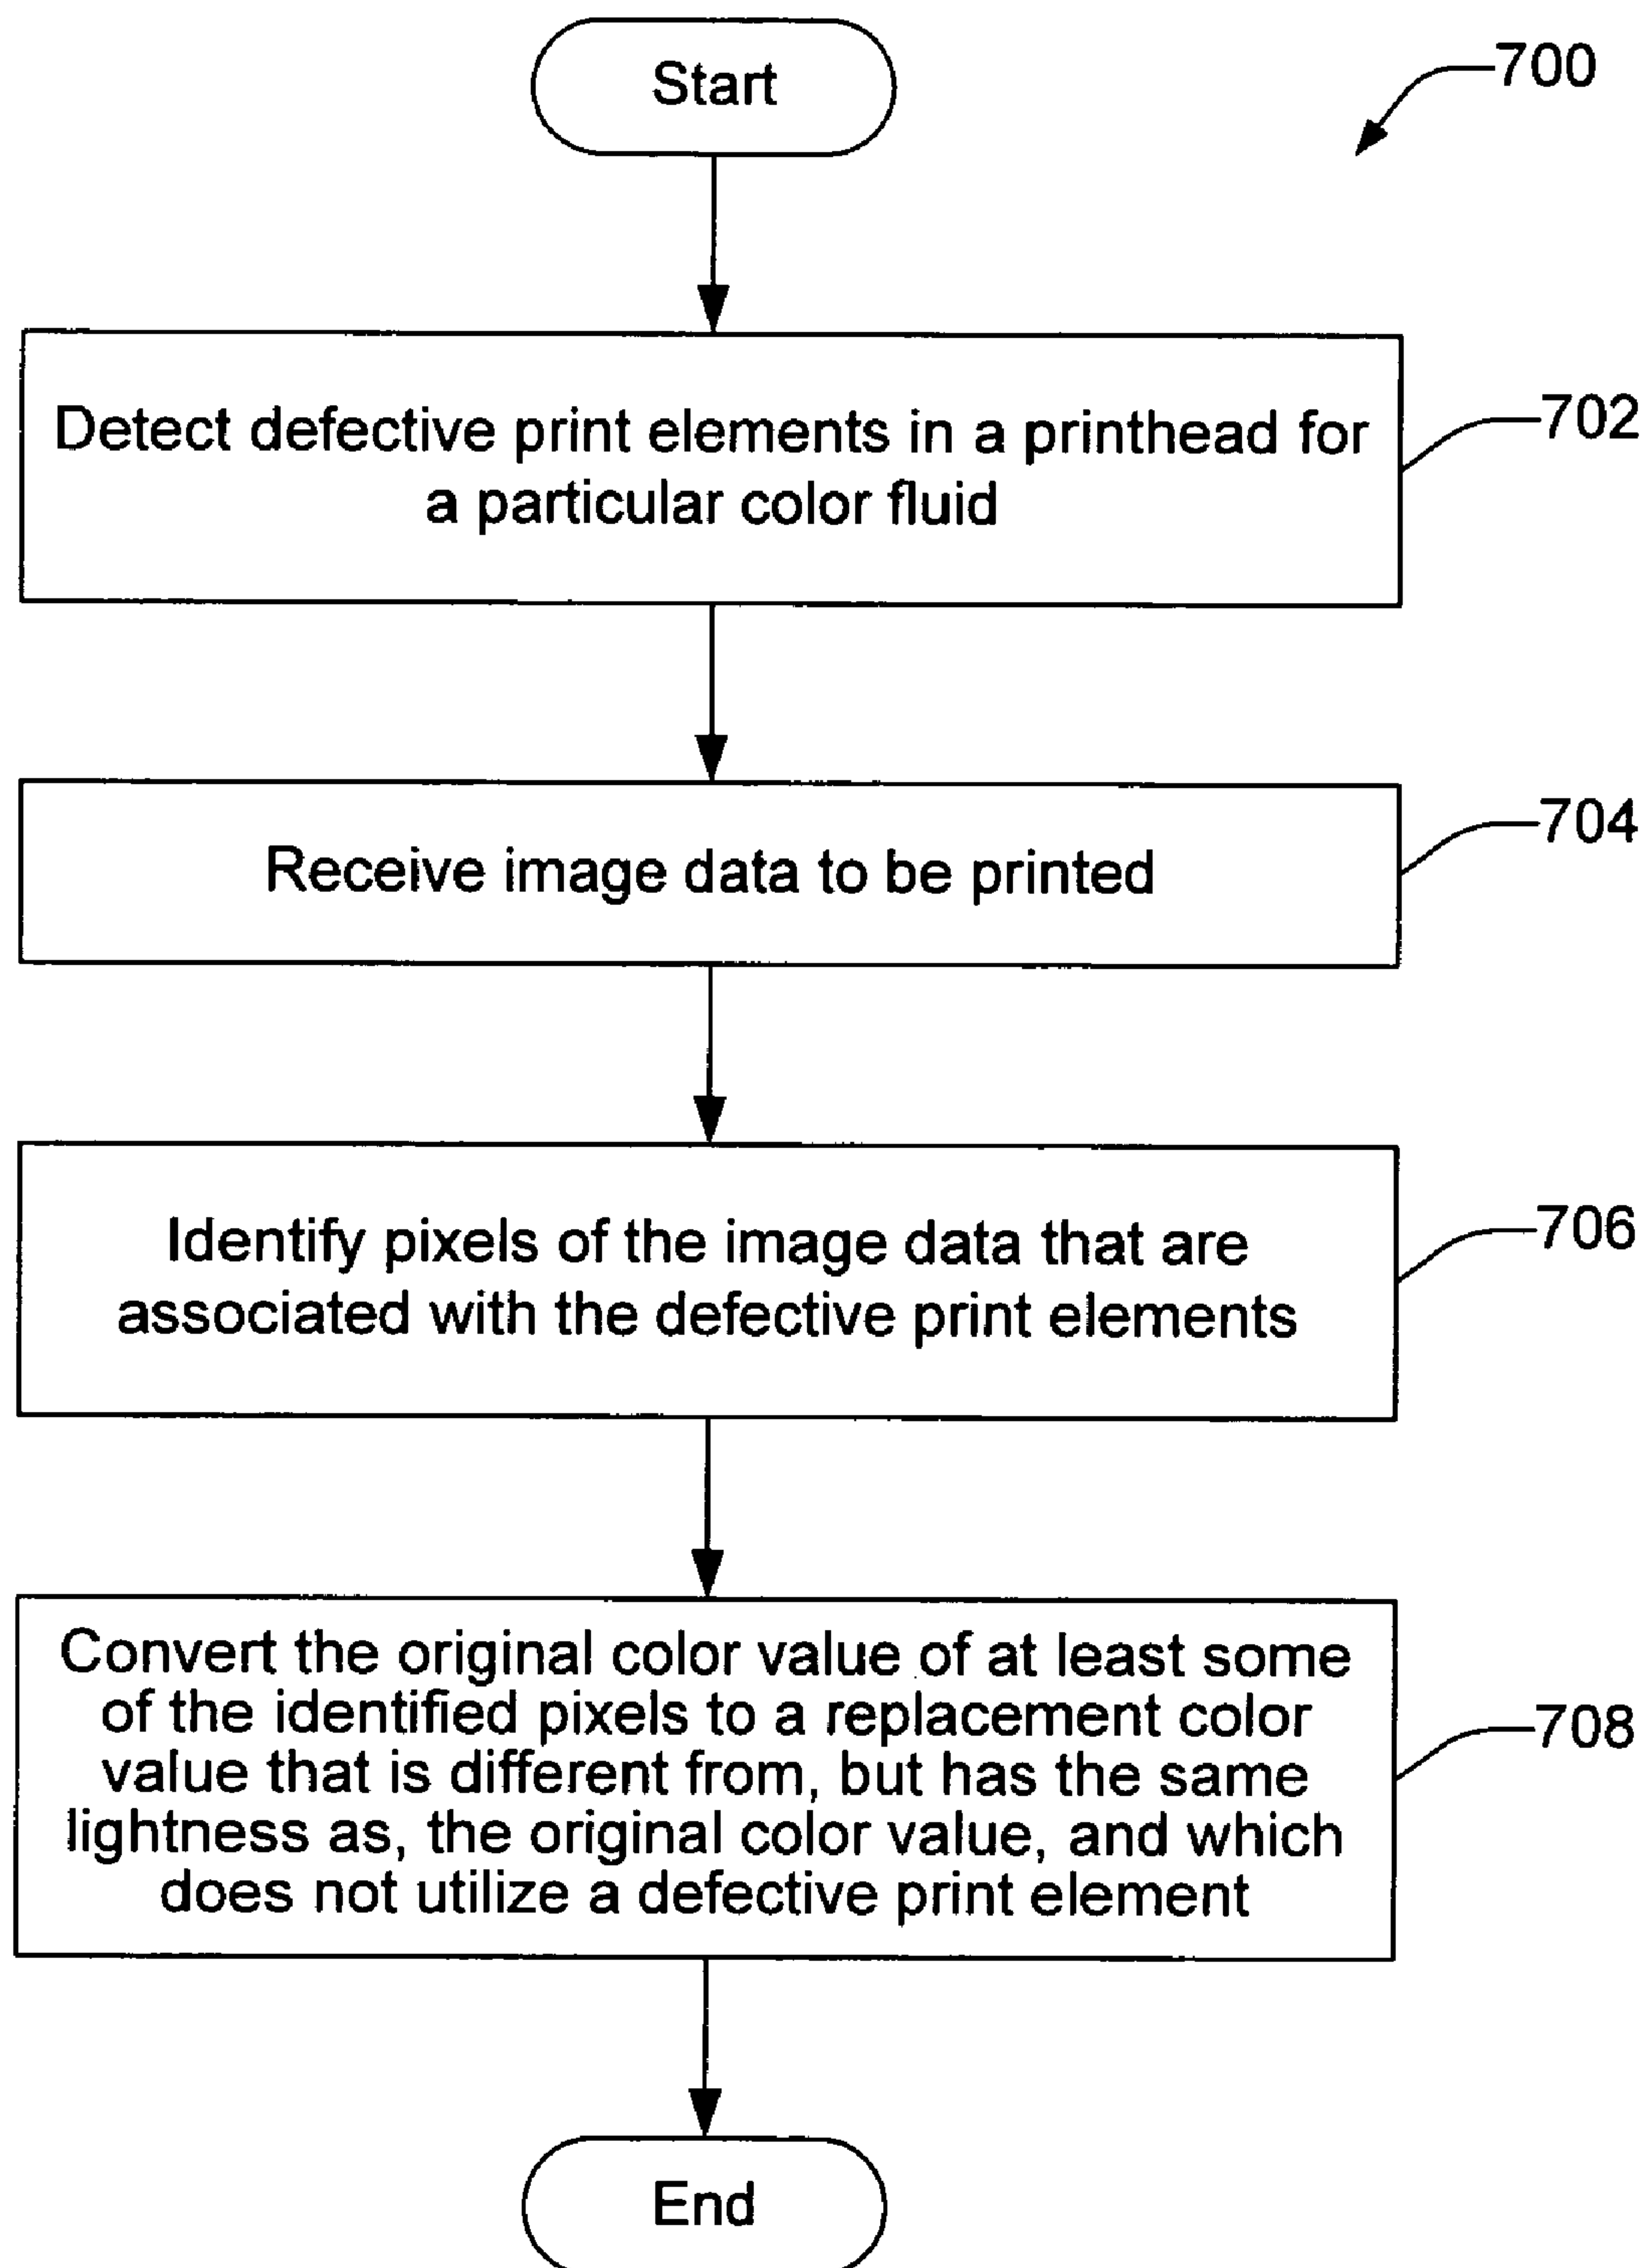 Start
700
Detect defective print elements in a printhead for
a particular color fluid
702
Receive image data to be printed
704
Identify pixels of the image data that are
associated with the defective print elements
706
Convert the original color value of at least some
of the identified pixels to a replacement color
value that is different from, but has the same
lightness as, the original color value, and which
does not utilize a defective print element
708
End